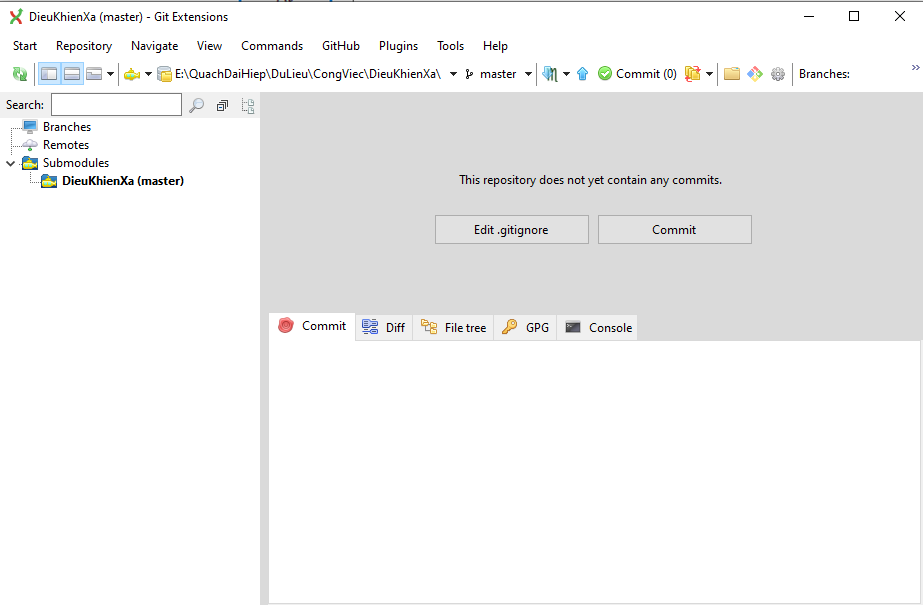 DieuKhienXa (master) - Git Extensions
Start Repository Navigate View Commands GitHub Plugins Tools Help
E:\QuachDaiHiep\DuLieu\CongViec\DieuKhienXa\ master Commit (0) Branches: »
Search:
Branches
Remotes
Submodules
DieuKhienXa (master)
This repository does not yet contain any commits.
Edit .gitignore Commit
Commit Diff File tree GPG Console